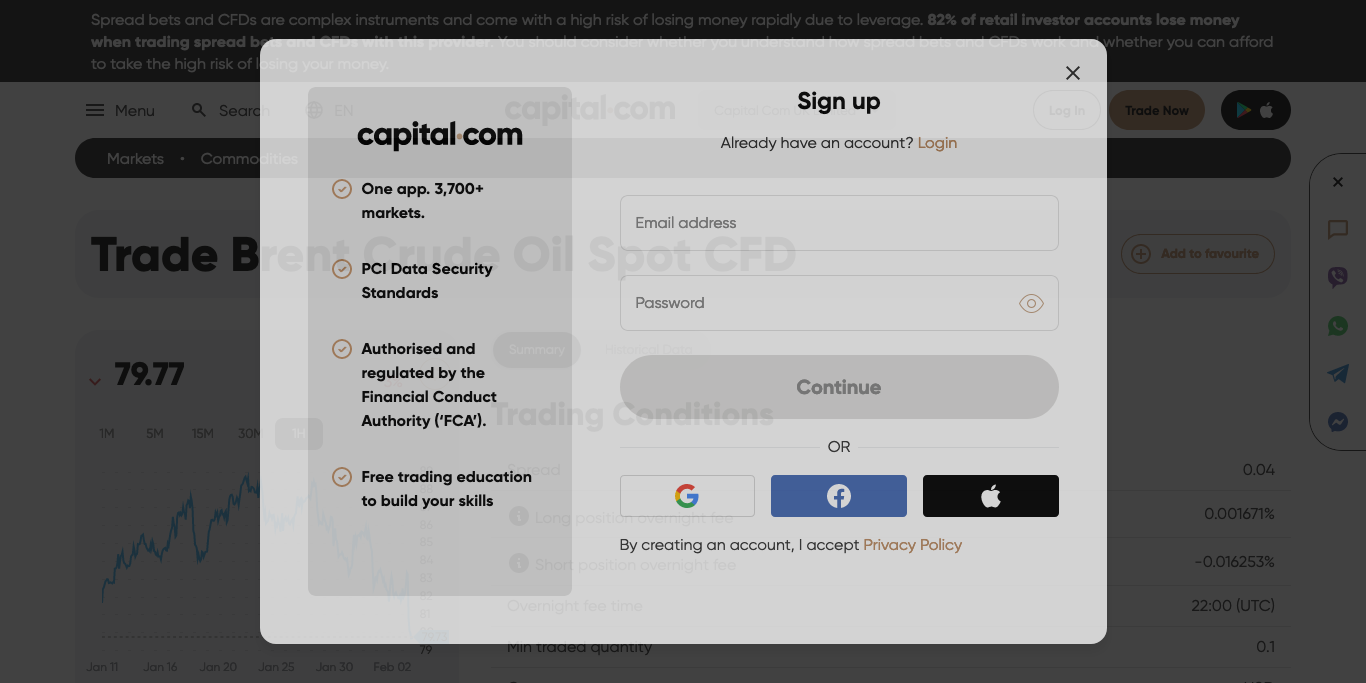 Spread bets and CFDs are complex instruments and come with a high risk of losing money rapidly due to leverage. 82% of retail investor accounts lose money
when trading spread bets and CFDs with this provider. You should consider whether you understand how spread bets and CFDs work and whether you can afford
to take the high risk of losing your money.
Menu
Search
EN
capital.com
Capital Com UK
Log In
Trade Now
Markets • Commodities
Trade Brent Crude Oil Spot CFD
Add to favourite
79.77
1M 5M 15M 30M 1H
86
85
84
83
82
81
79
Jan 11 Jan 16 Jan 20 Jan 25 Jan 30 Feb 02
Summary
Historical Data
Trading Conditions
Spread 0.04
Long position overnight fee 0.001671%
Short position overnight fee -0.016253%
Overnight fee time 22:00 (UTC)
Min traded quantity 0.1
capital.com
One app. 3,700+
markets.
PCI Data Security
Standards
Authorised and
regulated by the
Financial Conduct
Authority (‘FCA’).
Free trading education
to build your skills
Sign up
Already have an account? Login
Email address
Password
Continue
OR
By creating an account, I accept Privacy Policy